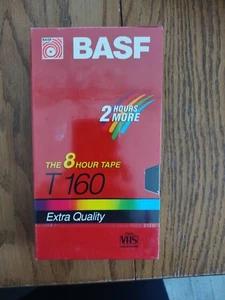 BASF
2 HOURS
MORE
THE 8 HOUR TAPE
T 160
Extra Quality
VHS